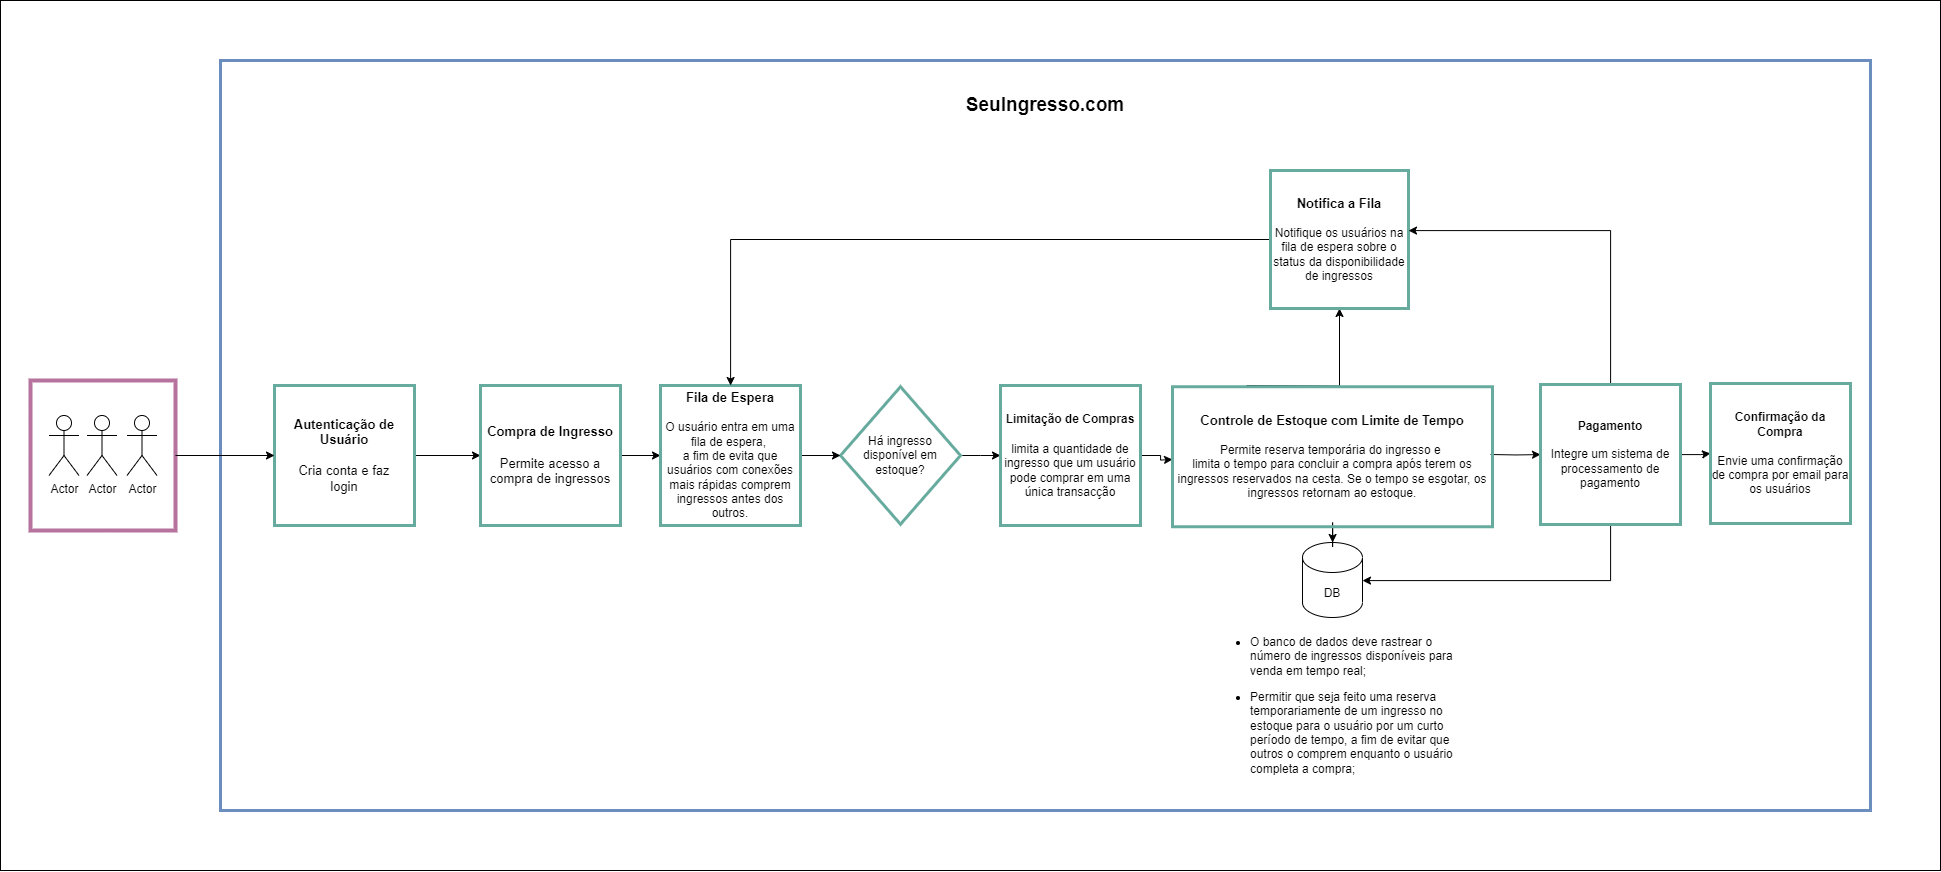 SeuIngresso.com
Notifica a Fila
Notifique os usuários na
fila de espera sobre o
status da disponibilidade
de ingressos
Actor
Actor
Actor
Autenticação de
Usuário
Cria conta e faz
login
Compra de Ingresso
Permite acesso a
compra de ingressos
Fila de Espera
O usuário entra em uma
fila de espera,
a fim de evita que
usuários com conexões
mais rápidas comprem
ingressos antes dos
outros.
Há ingresso
disponível em
estoque?
Limitação de Compras
limita a quantidade de
ingresso que um usuário
pode comprar em uma
única transacção
Controle de Estoque com Limite de Tempo
Permite reserva temporária do ingresso e
limita o tempo para concluir a compra após terem os
ingressos reservados na cesta. Se o tempo se esgotar, os
ingressos retornam ao estoque.
Pagamento
Integre um sistema de
processamento de
pagamento
Confirmação da
Compra
Envie uma confirmação
de compra por email para
os usuários
DB
• O banco de dados deve rastrear o
número de ingressos disponíveis para
venda em tempo real;
• Permitir que seja feito uma reserva
temporariamente de um ingresso no
estoque para o usuário por um curto
período de tempo, a fim de evitar que
outros o comprem enquanto o usuário
completa a compra;